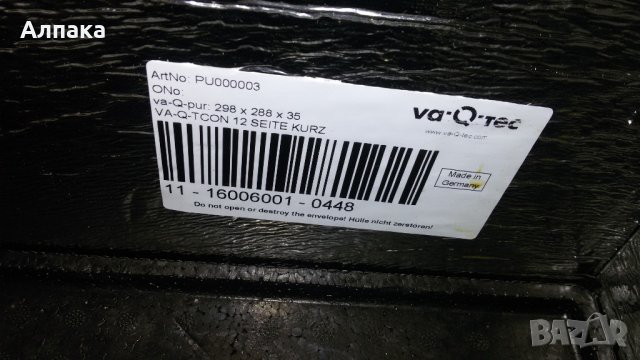 Алпака
ArtNo: PU000003
ONo:
va-Q-pur: 298 x 288 x 35
VA-Q-TCON 12 SEITE KURZ
va-Q-tec
www.va-Q-tec.com
Made in
Germany
11 - 16006001 - 0448
Do not open or destroy the envelope! Hülle nicht zerstören!
BAZAR